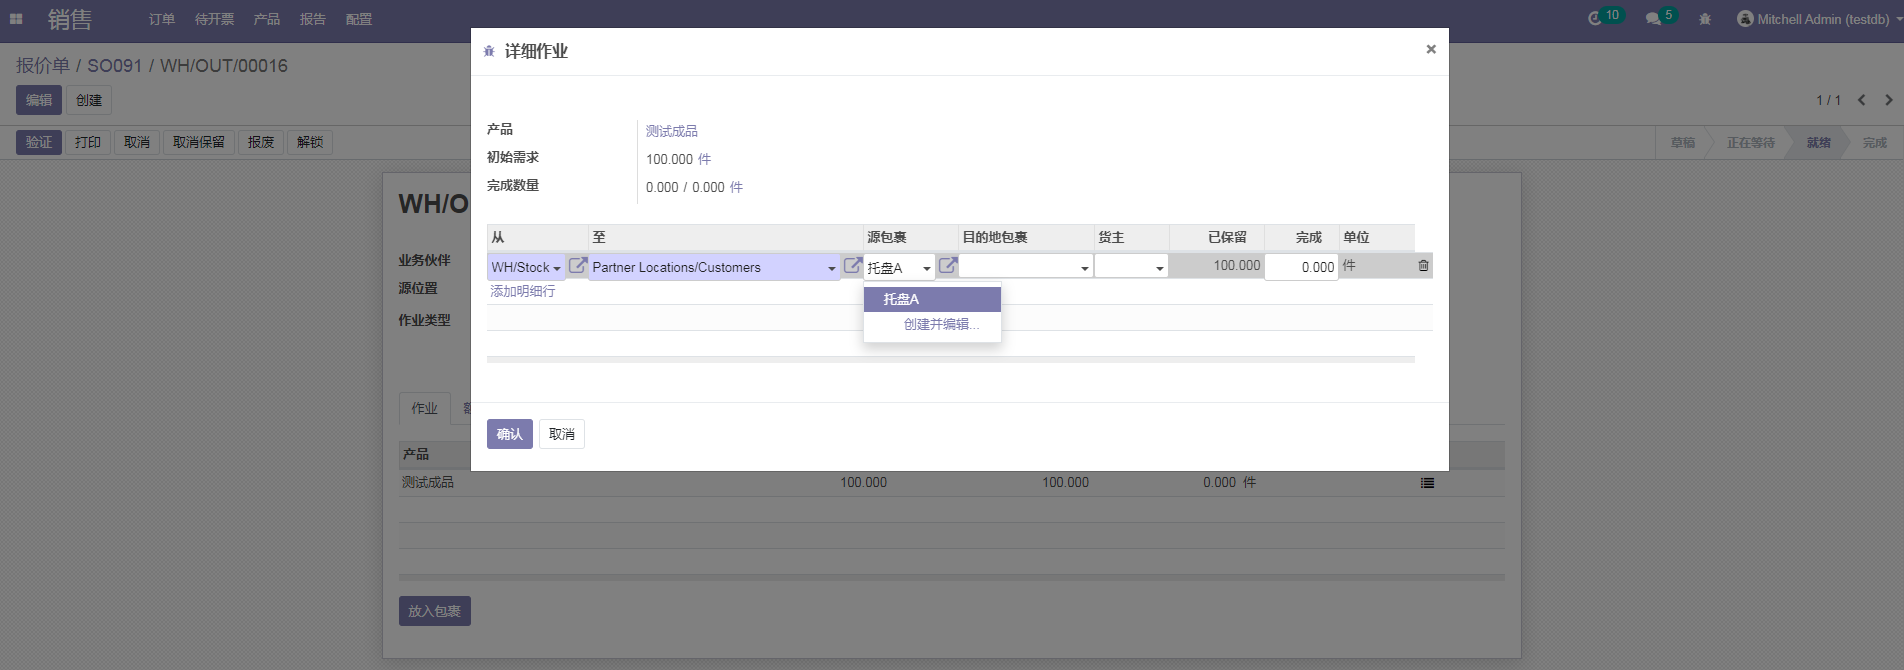 销售 订单 待开票 产品 报告 配置 10 5 Mitchell Admin (testdb)
报价单 / SO091 / WH/OUT/00016
编辑 创建 1 / 1
验证 打印 取消 取消保留 报废 解锁 草稿 正在等待 就绪 完成
详细作业 ×
产品 测试成品
初始需求 100.000 件
完成数量 0.000 / 0.000 件
从 至 源包裹 目的地包裹 货主 已保留 完成 单位
WH/Stock Partner Locations/Customers 托盘A 100.000 0.000 件
添加明细行
托盘A
创建并编辑...
确认 取消
WH/O
业务伙伴
源位置
作业类型
作业
产品
测试成品 100.000 100.000 0.000 件
放入包裹